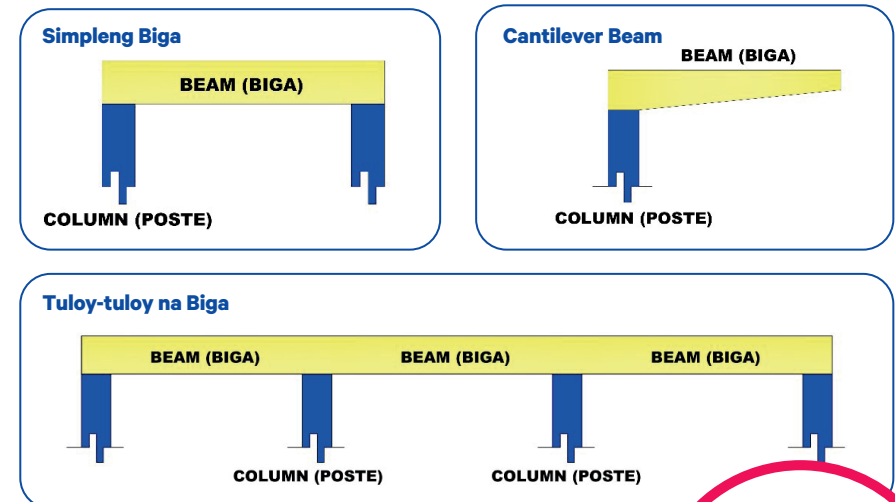 Simpleng Biga
BEAM (BIGA)
COLUMN (POSTE)
Cantilever Beam
BEAM (BIGA)
COLUMN (POSTE)
Tuloy-tuloy na Biga
BEAM (BIGA) BEAM (BIGA) BEAM (BIGA)
COLUMN (POSTE) COLUMN (POSTE)